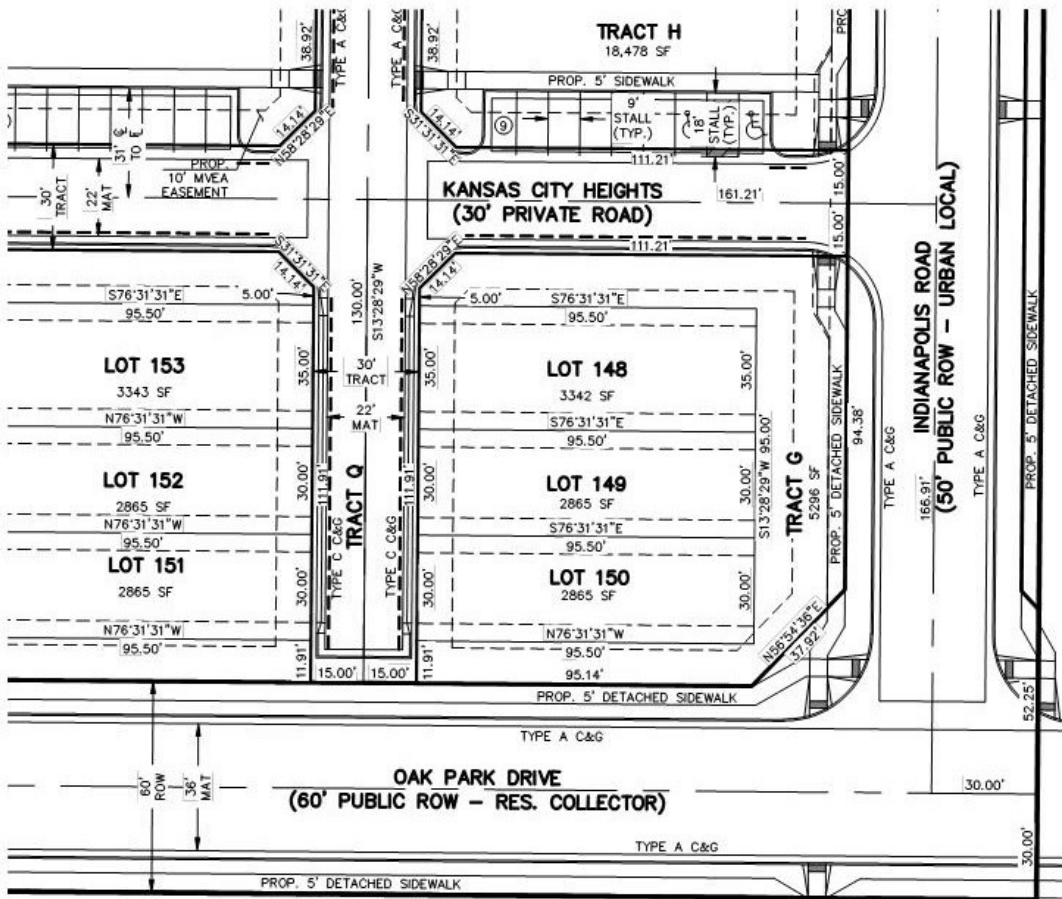 TRACT H
18,478 SF
38.92'
TYPE A C&G
TYPE A C&G
38.92'
PROP. 5' SIDEWALK
14.14'
N58°28'29"E
14.14'
S31°31'31"E
9
9'
STALL
(TYP.)
18'
STALL
(TYP.)
31' ℄
TO ℄
PROP.
10' MVEA
EASEMENT
30'
TRACT
22'
MAT
111.21'
161.21'
15.00'
15.00'
KANSAS CITY HEIGHTS
(30' PRIVATE ROAD)
111.21'
S31°31'31"E
14.14'
N58°28'29"E
14.14'
INDIANAPOLIS ROAD
(50' PUBLIC ROW - URBAN LOCAL)
166.91'
TYPE A C&G
TYPE A C&G
PROP. 5' DETACHED SIDEWALK
PROP. 5' DETACHED SIDEWALK
94.38'
S76°31'31"E
95.50'
5.00'
LOT 153
3343 SF
35.00'
N76°31'31"W
95.50'
LOT 152
2865 SF
30.00'
N76°31'31"W
95.50'
LOT 151
2865 SF
30.00'
N76°31'31"W
95.50'
11.91'
130.00'
S13°28'29"W
30'
TRACT
22'
MAT
111.91'
111.91'
TRACT Q
TYPE C C&G
TYPE C C&G
15.00'
15.00'
5.00'
S76°31'31"E
95.50'
35.00'
LOT 148
3342 SF
35.00'
S76°31'31"E
95.50'
30.00'
LOT 149
2865 SF
30.00'
S76°31'31"E
95.50'
30.00'
LOT 150
2865 SF
30.00'
N76°31'31"W
95.50'
11.91'
95.14'
S13°28'29"W 95.00'
TRACT G
5296 SF
N56°54'36"E
37.92'
PROP. 5' DETACHED SIDEWALK
TYPE A C&G
60'
ROW
36'
MAT
OAK PARK DRIVE
(60' PUBLIC ROW - RES. COLLECTOR)
52.25'
30.00'
30.00'
TYPE A C&G
PROP. 5' DETACHED SIDEWALK